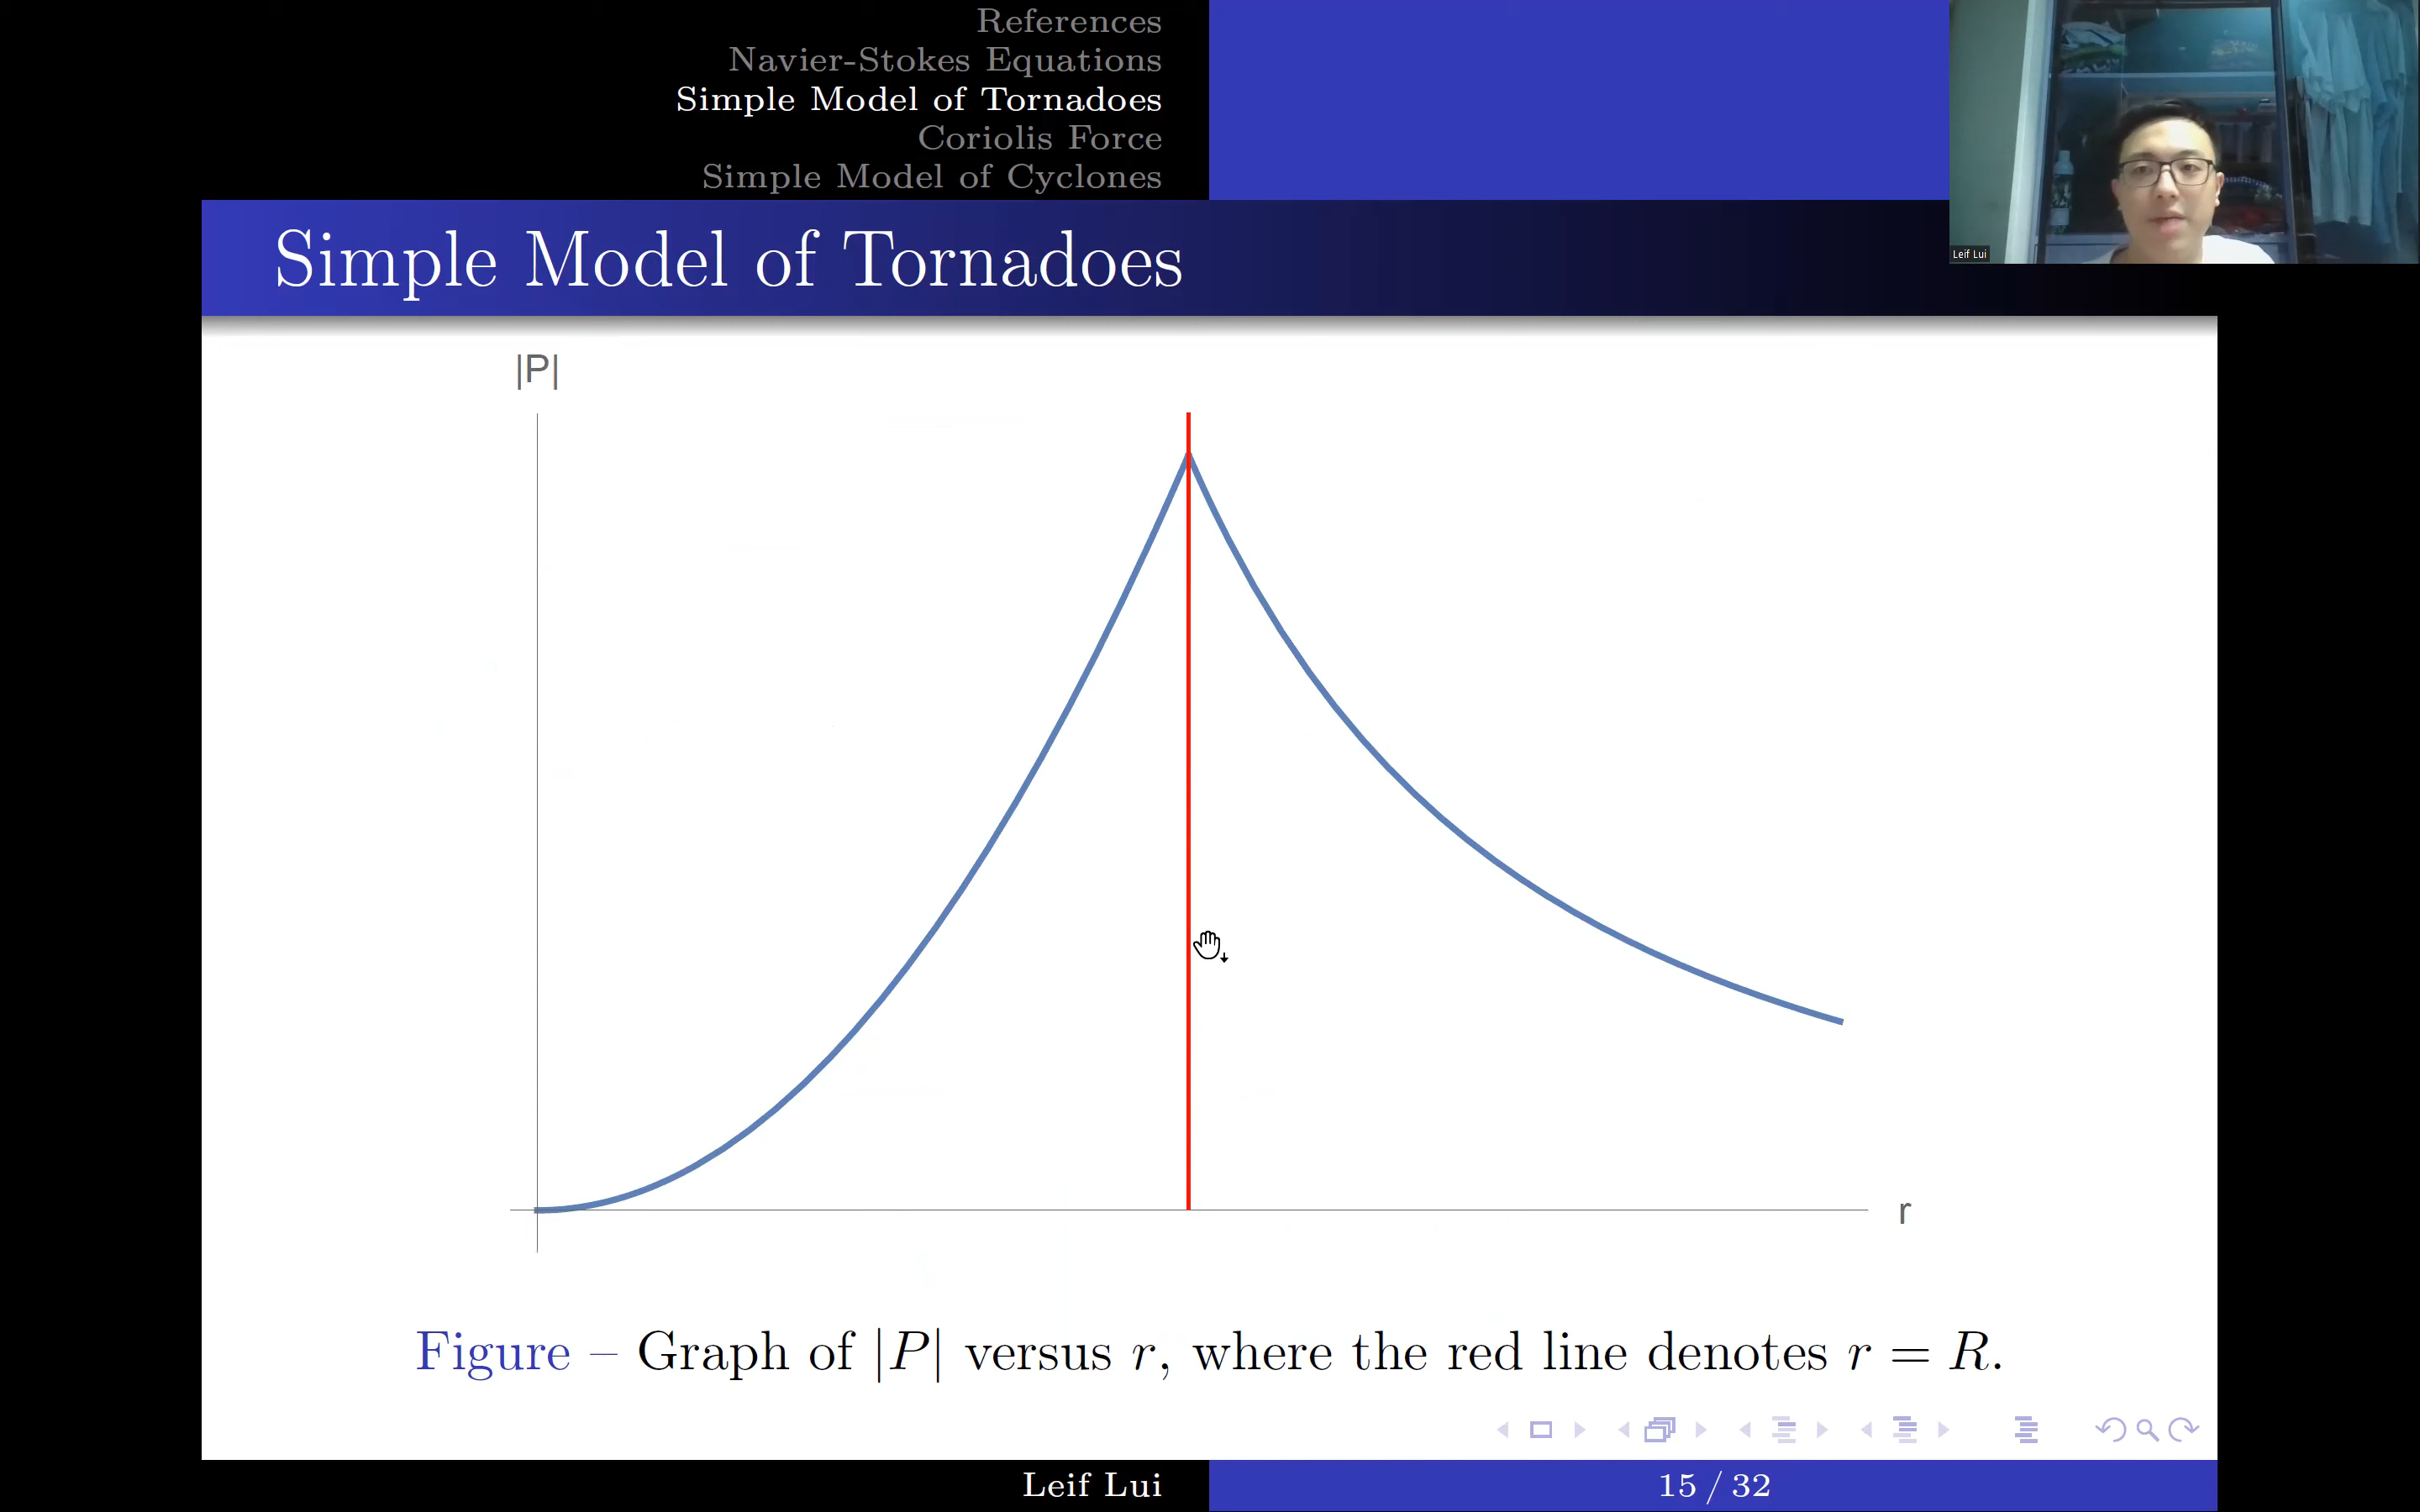 References
Navier-Stokes Equations
Simple Model of Tornadoes
Coriolis Force
Simple Model of Cyclones
Leif Lui
Simple Model of Tornadoes
|P|
r
Figure – Graph of |P| versus r, where the red line denotes r = R.
Leif Lui
15 / 32